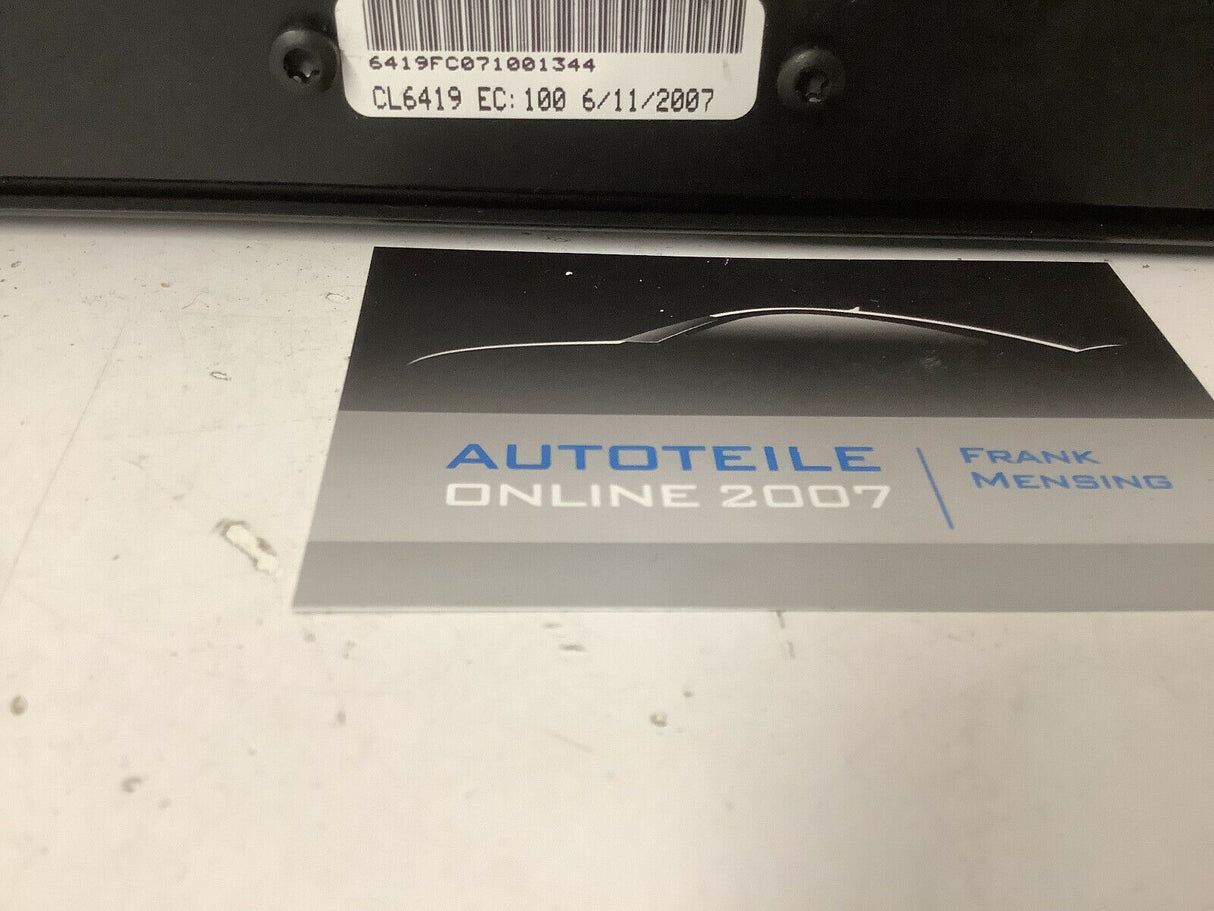 6419FC071001344
CL6419 EC: 100 6/11/2007
AUTOTEILE
ONLINE 2007
FRANK
MENSING